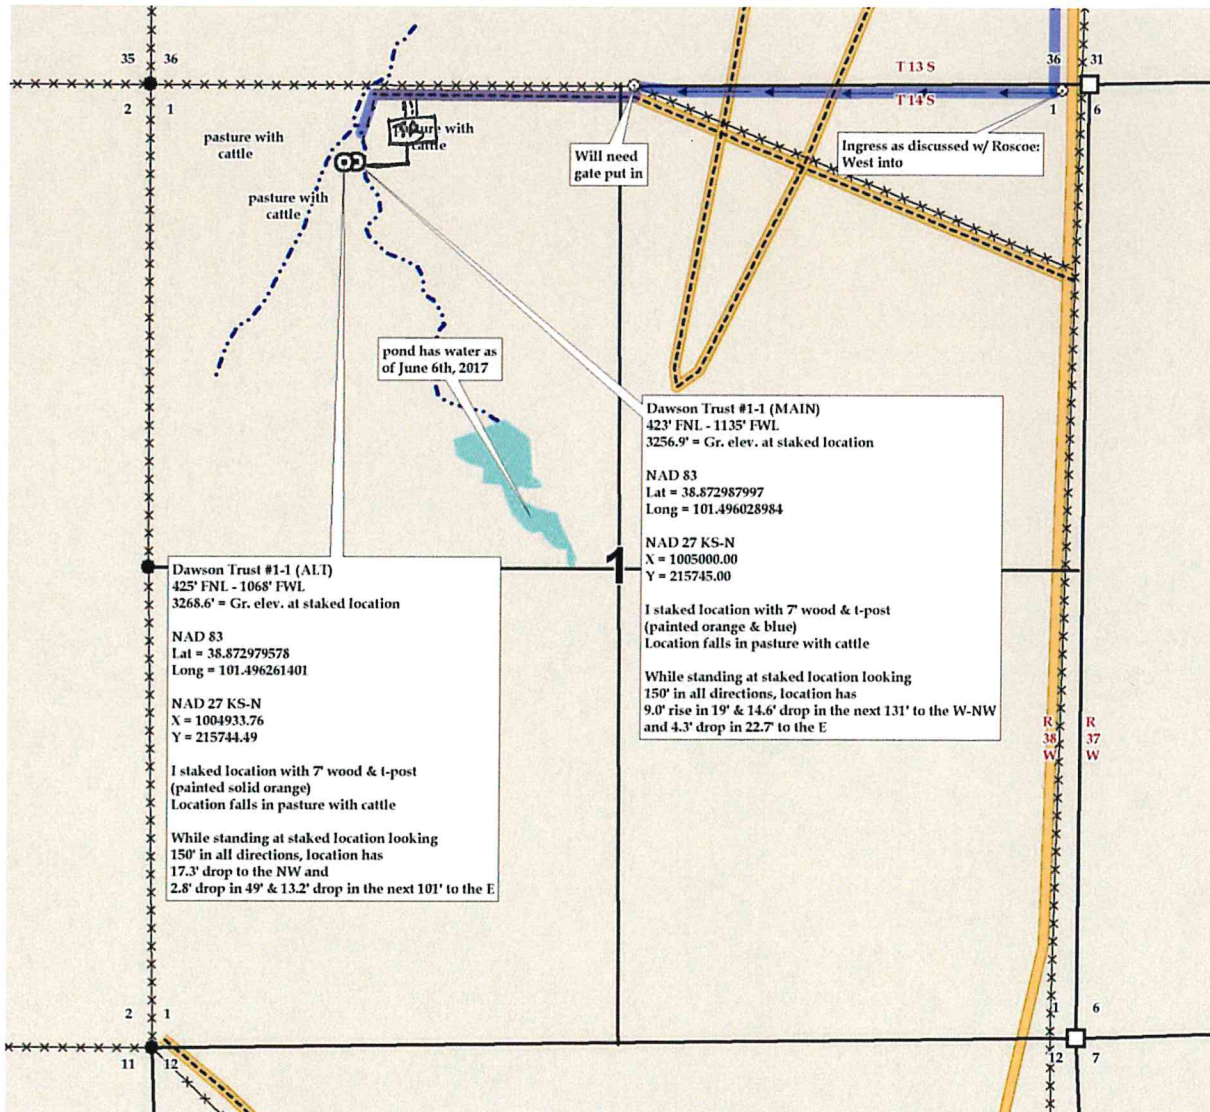 35 36
36 31
T 13 S
2 1
T 14 S
1 6
pasture with
cattle
pasture with
cattle
pasture with
cattle
Will need
gate put in
Ingress as discussed w/ Roscoe:
West into
pond has water as
of June 6th, 2017
Dawson Trust #1-1 (MAIN)
423' FNL - 1135' FWL
3256.9' = Gr. elev. at staked location
NAD 83
Lat = 38.872987997
Long = 101.496028984
NAD 27 KS-N
X = 1005000.00
Y = 215745.00
I staked location with 7' wood & t-post
(painted orange & blue)
Location falls in pasture with cattle
While standing at staked location looking
150' in all directions, location has
9.0' rise in 19' & 14.6' drop in the next 131' to the W-NW
and 4.3' drop in 22.7' to the E
1
Dawson Trust #1-1 (ALT)
425' FNL - 1068' FWL
3268.6' = Gr. elev. at staked location
NAD 83
Lat = 38.872979578
Long = 101.496261401
NAD 27 KS-N
X = 1004933.76
Y = 215744.49
I staked location with 7' wood & t-post
(painted solid orange)
Location falls in pasture with cattle
While standing at staked location looking
150' in all directions, location has
17.3' drop to the NW and
2.8' drop in 49' & 13.2' drop in the next 101' to the E
R
38
W
R
37
W
2 1
1 6
11 12
12 7